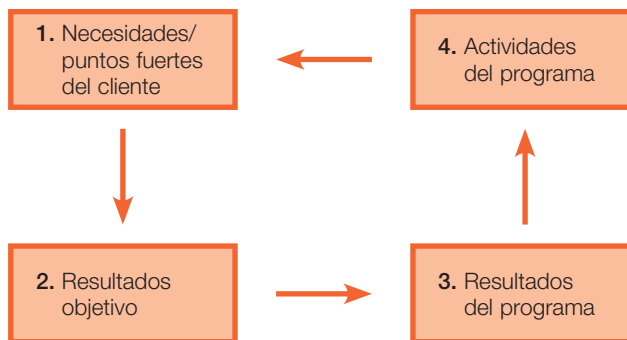 1. Necesidades/
puntos fuertes
del cliente
2. Resultados
objetivo
3. Resultados
del programa
4. Actividades
del programa